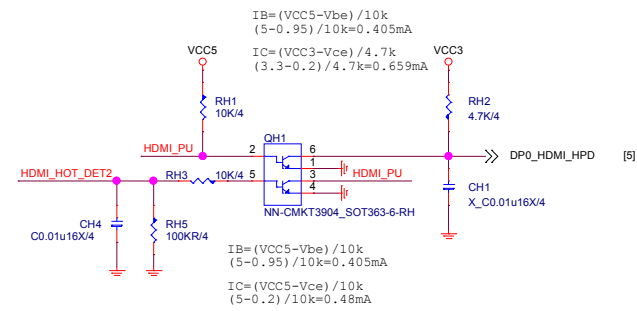 IB=(VCC5-Vbe)/10k
(5-0.95)/10k=0.405mA
IC=(VCC3-Vce)/4.7k
(3.3-0.2)/4.7k=0.659mA
VCC5
VCC3
RH1
10K/4
RH2
4.7K/4
QH1
HDMI_PU
2
6
1
DP0_HDMI_HPD
[5]
HDMI_HOT_DET2
RH3
10K/4
5
3
HDMI_PU
4
CH1
X_C0.01u16X/4
NN-CMKT3904_SOT363-6-RH
CH4
C0.01u16X/4
RH5
100KR/4
IB=(VCC5-Vbe)/10k
(5-0.95)/10k=0.405mA
IC=(VCC5-Vce)/10k
(5-0.2)/10k=0.48mA